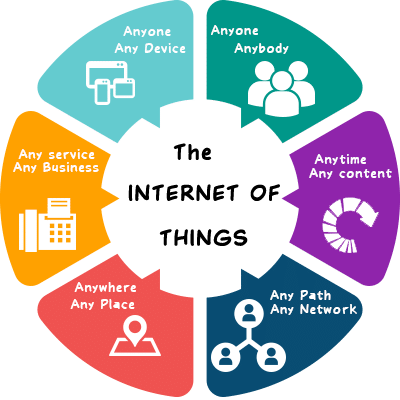 Anyone
Any Device
Anyone
Anybody
Any service
Any Business
Anytime
Any content
The
INTERNET OF
THINGS
Anywhere
Any Place
Any Path
Any Network